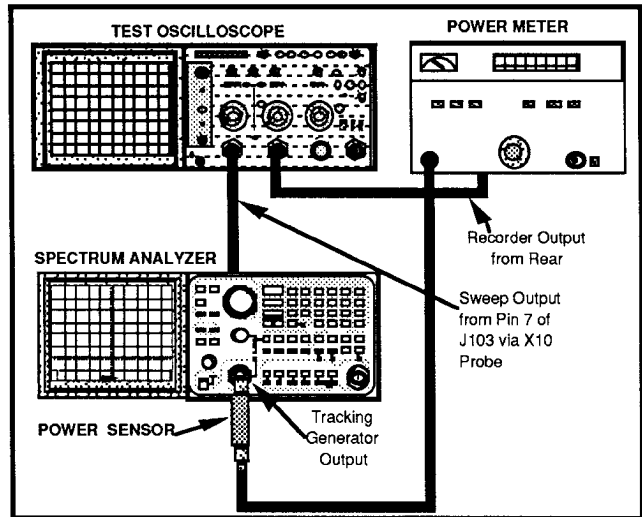 TEST OSCILLOSCOPE
POWER METER
Recorder Output
from Rear
SPECTRUM ANALYZER
Sweep Output
from Pin 7 of
J103 via X10
Probe
POWER SENSOR
Tracking
Generator
Output